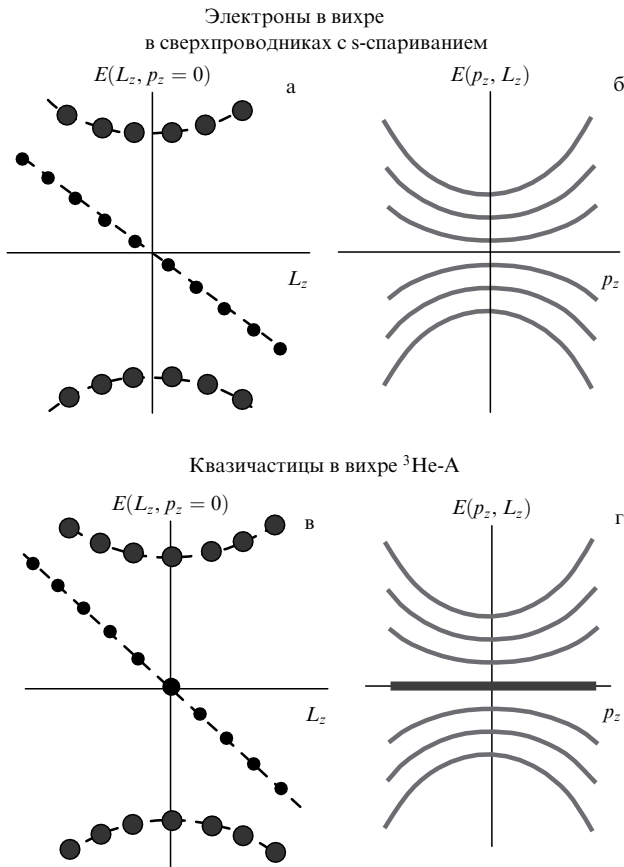 Электроны в вихре
в сверхпроводниках с s-спариванием
E(L_z, p_z = 0)
а
L_z
E(p_z, L_z)
б
p_z
Квазичастицы в вихре ³He-A
E(L_z, p_z = 0)
в
L_z
E(p_z, L_z)
г
p_z